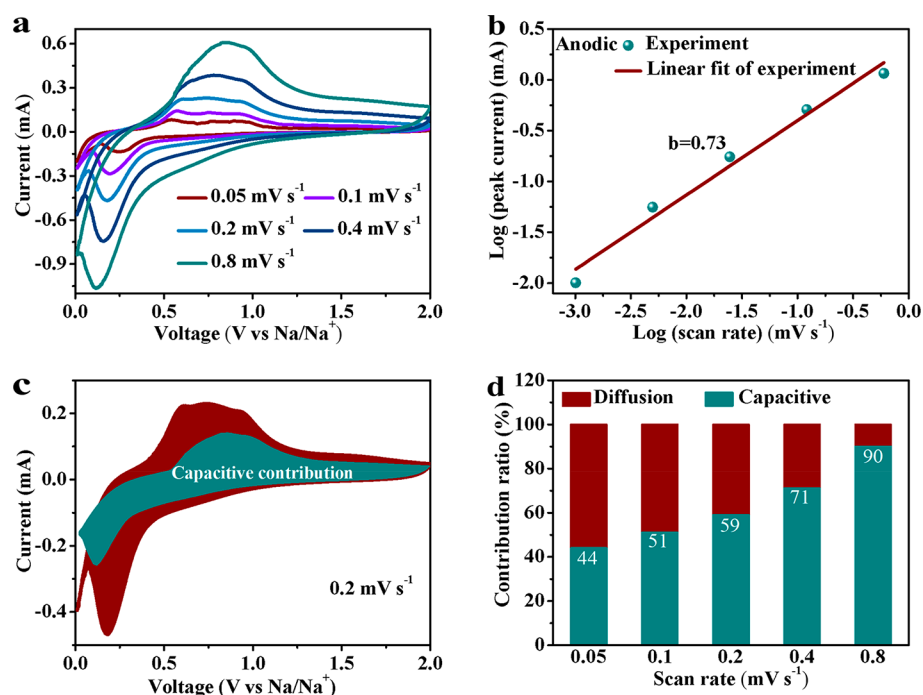 a
0.6
0.3
0.0
-0.3
-0.6
-0.9
Current (mA)
0.05 mV s⁻¹
0.1 mV s⁻¹
0.2 mV s⁻¹
0.4 mV s⁻¹
0.8 mV s⁻¹
0.0 0.5 1.0 1.5 2.0
Voltage (V vs Na/Na⁺)
b
0.5
0.0
-0.5
-1.0
-1.5
-2.0
Log (peak current) (mA)
Anodic Experiment
Linear fit of experiment
b=0.73
-3.0 -2.5 -2.0 -1.5 -1.0 -0.5 0.0
Log (scan rate) (mV s⁻¹
c
0.2
0.0
-0.2
-0.4
Current (mA)
Capacitive contribution
0.2 mV s⁻¹
0.0 0.5 1.0 1.5 2.0
Voltage (V vs Na/Na⁺)
d
120
100
80
60
40
20
0
Contribution ratio (%)
Diffusion Capacitive
44 51 59 71 90
0.05 0.1 0.2 0.4 0.8
Scan rate (mV s⁻¹)